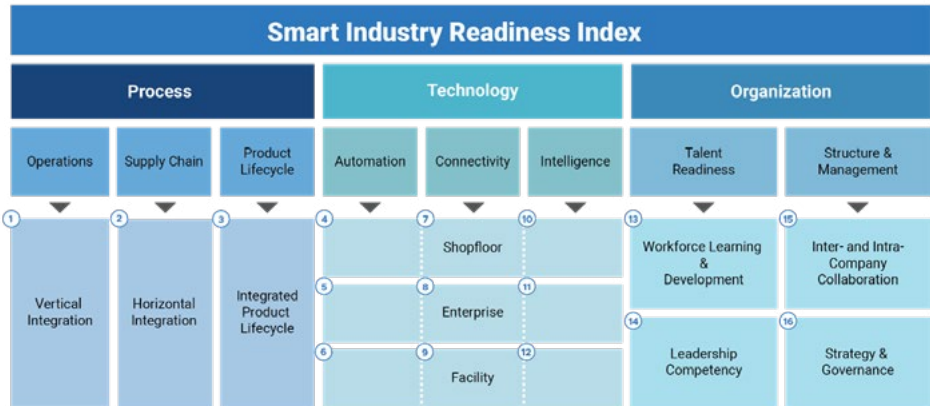 Smart Industry Readiness Index
Process
Technology
Organization
Operations
Supply Chain
Product
Lifecycle
Automation
Connectivity
Intelligence
Talent
Readiness
Structure &
Management
1
2
3
4
7
10
13
15
Vertical
Integration
Horizontal
Integration
Integrated
Product
Lifecycle
Shopfloor
5
8
11
Enterprise
6
9
12
Facility
Workforce Learning
&
Development
Inter- and Intra-
Company
Collaboration
14
16
Leadership
Competency
Strategy &
Governance